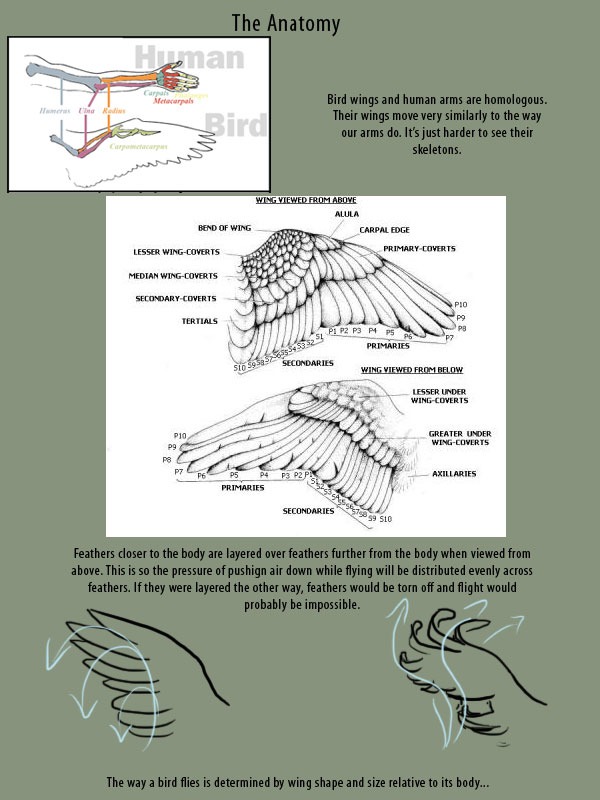 The Anatomy
Human
Carpals
Phalanges
Metacarpals
Humerus Ulna Radius
Bird
Carpometacarpus
Bird wings and human arms are homologous.
Their wings move very similarly to the way
our arms do. It's just harder to see their
skeletons.
WING VIEWED FROM ABOVE
ALULA
BEND OF WING
CARPAL EDGE
PRIMARY-COVERTS
LESSER WING-COVERTS
MEDIAN WING-COVERTS
SECONDARY-COVERTS
TERTIALS
P10
P9
P8
P7
P1 P2 P3 P4 P5 P6
S10 S9 S8 S7 S6 S5 S4 S3 S2 S1
PRIMARIES
SECONDARIES
WING VIEWED FROM BELOW
LESSER UNDER
WING-COVERTS
GREATER UNDER
WING-COVERTS
AXILLARIES
P10
P9
P8
P7 P6 P5 P4 P3 P2 P1
PRIMARIES
S1 S2 S3 S4 S5 S6 S7 S8 S9 S10
SECONDARIES
Feathers closer to the body are layered over feathers further from the body when viewed from
above. This is so the pressure of pushign air down while flying will be distributed evenly across
feathers. If they were layered the other way, feathers would be torn off and flight would
probably be impossible.
The way a bird flies is determined by wing shape and size relative to its body...